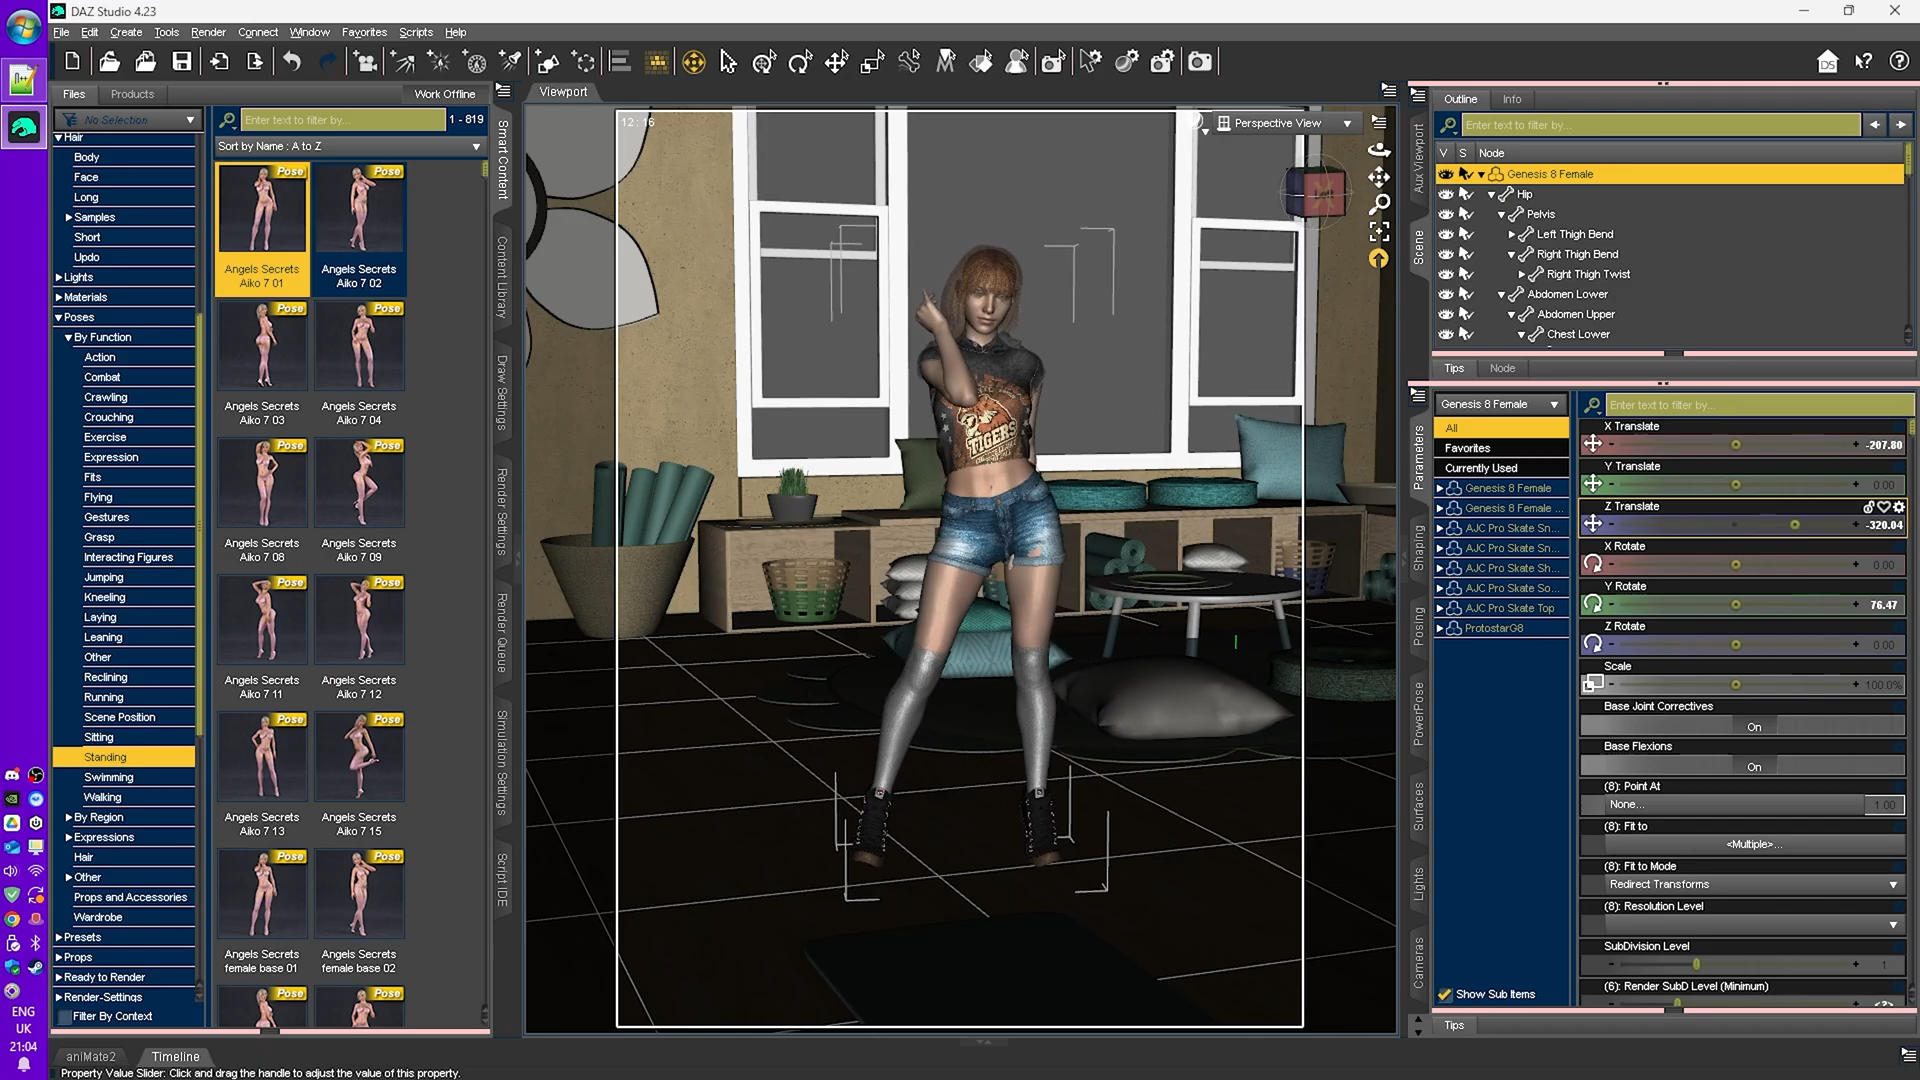 DAZ Studio 4.23
File Edit Create Tools Render Connect Window Favorites Scripts Help
Files Products Work Offline
No Selection
Enter text to filter by...
1 - 819
Sort by Name : A to Z
Hair
Body
Face
Long
Samples
Short
Updo
Lights
Materials
Poses
By Function
Action
Combat
Crawling
Crouching
Exercise
Expression
Fits
Flying
Gestures
Grasp
Interacting Figures
Jumping
Kneeling
Laying
Leaning
Other
Reclining
Running
Scene Position
Sitting
Standing
Swimming
Walking
By Region
Expressions
Hair
Other
Props and Accessories
Wardrobe
Presets
Props
Ready to Render
Render-Settings
Filter By Context
Pose Pose
Angels Secrets Aiko 7 01
Angels Secrets Aiko 7 02
Pose Pose
Angels Secrets Aiko 7 03
Angels Secrets Aiko 7 04
Pose Pose
Angels Secrets Aiko 7 08
Angels Secrets Aiko 7 09
Pose Pose
Angels Secrets Aiko 7 11
Angels Secrets Aiko 7 12
Pose Pose
Angels Secrets Aiko 7 13
Angels Secrets Aiko 7 15
Pose Pose
Angels Secrets female base 01
Angels Secrets female base 02
Pose Pose
Smart Content
Content Library
Draw Settings
Render Settings
Render Queue
Simulation Settings
Script IDE
Viewport
12 : 16
Perspective View
TIGERS
Aux Viewport
Scene
Outline Info
Enter text to filter by...
V S Node
Genesis 8 Female
Hip
Pelvis
Left Thigh Bend
Right Thigh Bend
Right Thigh Twist
Abdomen Lower
Abdomen Upper
Chest Lower
Tips Node
Parameters
Shaping
Posing
PowerPose
Surfaces
Lights
Cameras
Genesis 8 Female
All
Favorites
Currently Used
Genesis 8 Female
Genesis 8 Female ...
AJC Pro Skate Sn...
AJC Pro Skate Sn...
AJC Pro Skate Sh...
AJC Pro Skate So...
AJC Pro Skate Top
ProtostarG8
Show Sub Items
Enter text to filter by...
X Translate
-207.80
Y Translate
0.00
Z Translate
-320.04
X Rotate
0.00
Y Rotate
76.47
Z Rotate
0.00
Scale
100.0%
Base Joint Correctives
On
Base Flexions
On
(8): Point At
None... 1.00
(8): Fit to
<Multiple>...
(8): Fit to Mode
Redirect Transforms
(8): Resolution Level
SubDivision Level
1
(6): Render SubD Level (Minimum)
<?>
Tips
aniMate2 Timeline
Property Value Slider: Click and drag the handle to adjust the value of this property.
ENG
UK
21:04